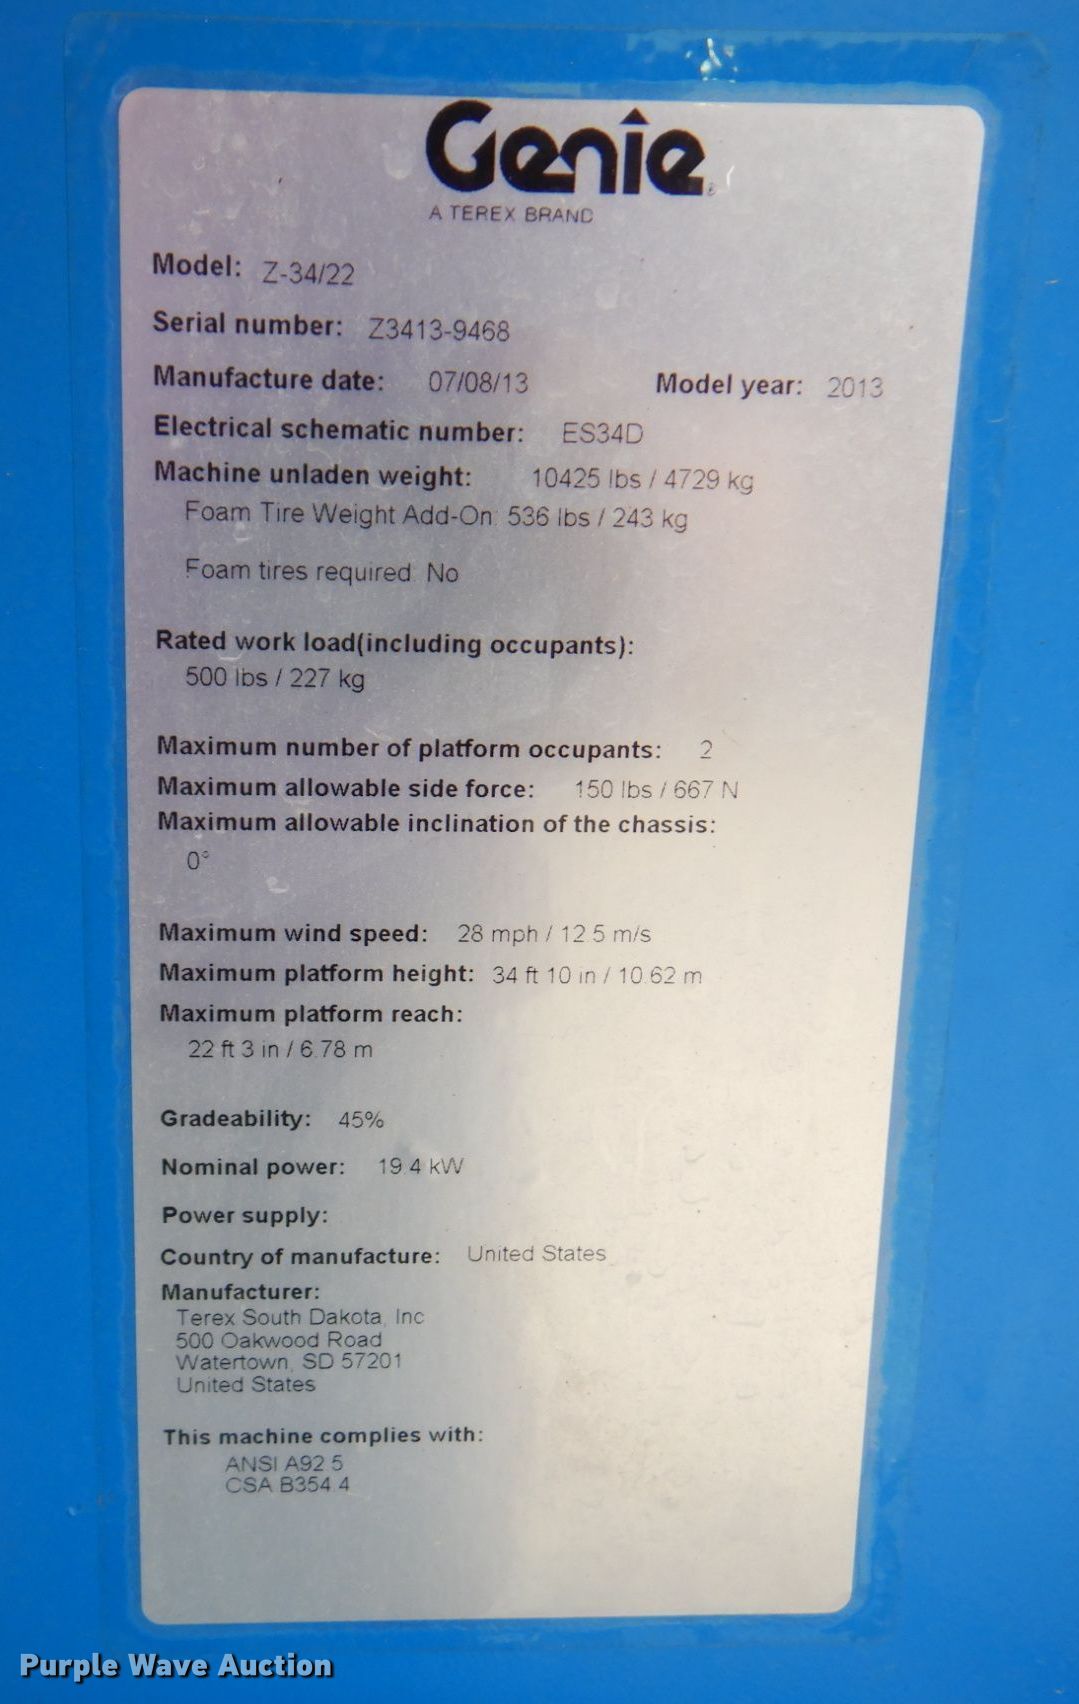 Genie
A TEREX BRAND
Model: Z-34/22
Serial number: Z3413-9468
Manufacture date: 07/08/13 Model year: 2013
Electrical schematic number: ES34D
Machine unladen weight: 10425 lbs / 4729 kg
Foam Tire Weight Add-On: 536 lbs / 243 kg
Foam tires required: No
Rated work load(including occupants):
500 lbs / 227 kg
Maximum number of platform occupants: 2
Maximum allowable side force: 150 lbs / 667 N
Maximum allowable inclination of the chassis:
0°
Maximum wind speed: 28 mph / 12.5 m/s
Maximum platform height: 34 ft 10 in / 10.62 m
Maximum platform reach:
22 ft 3 in / 6.78 m
Gradeability: 45%
Nominal power: 19.4 kW
Power supply:
Country of manufacture: United States
Manufacturer:
Terex South Dakota, Inc
500 Oakwood Road
Watertown, SD 57201
United States
This machine complies with:
ANSI A92.5
CSA B354.4
Purple Wave Auction